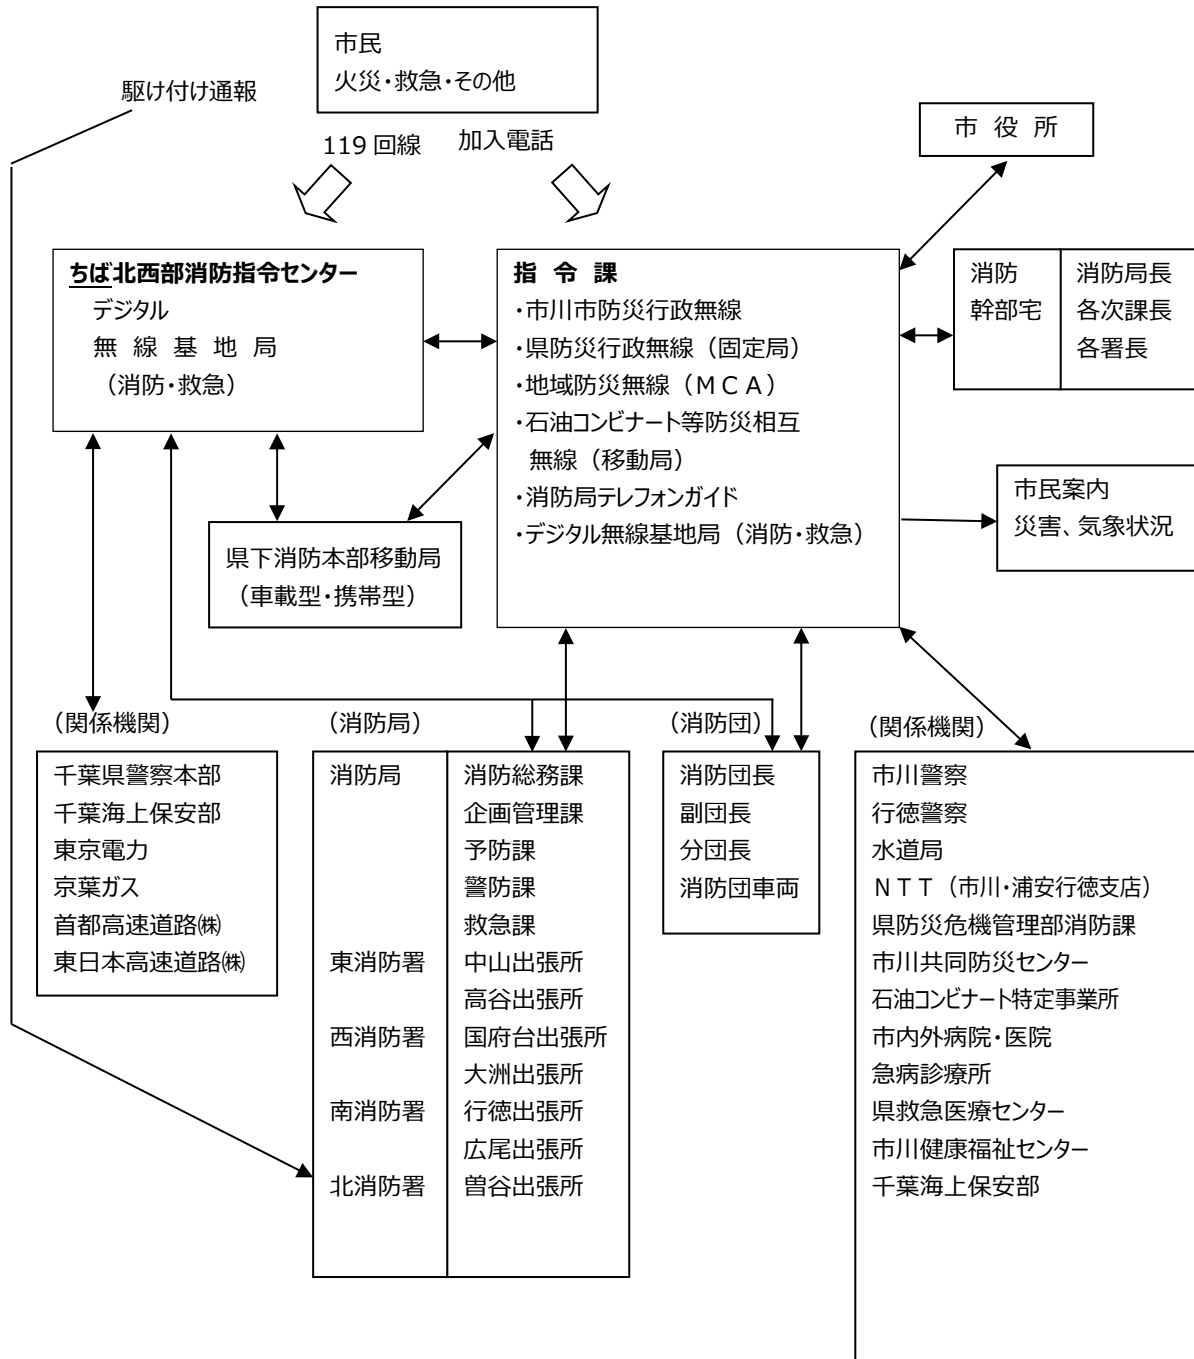 市民
火災・救急・その他
駆け付け通報
119 回線
加入電話
市 役 所
ちば北西部消防指令センター
デジタル
無 線 基 地 局
（消防・救急）
指 令 課
・市川市防災行政無線
・県防災行政無線（固定局）
・地域防災無線（ＭＣＡ）
・石油コンビナート等防災相互
無線（移動局）
・消防局テレフォンガイド
・デジタル無線基地局（消防・救急）
消防
幹部宅
消防局長
各次課長
各署長
市民案内
災害、気象状況
県下消防本部移動局
（車載型・携帯型）
（関係機関）
千葉県警察本部
千葉海上保安部
東京電力
京葉ガス
首都高速道路㈱
東日本高速道路㈱
（消防局）
消防局 消防総務課
企画管理課
予防課
警防課
救急課
東消防署 中山出張所
高谷出張所
西消防署 国府台出張所
大洲出張所
南消防署 行徳出張所
広尾出張所
北消防署 曽谷出張所
（消防団）
消防団長
副団長
分団長
消防団車両
（関係機関）
市川警察
行徳警察
水道局
ＮＴＴ（市川・浦安行徳支店）
県防災危機管理部消防課
市川共同防災センター
石油コンビナート特定事業所
市内外病院・医院
急病診療所
県救急医療センター
市川健康福祉センター
千葉海上保安部